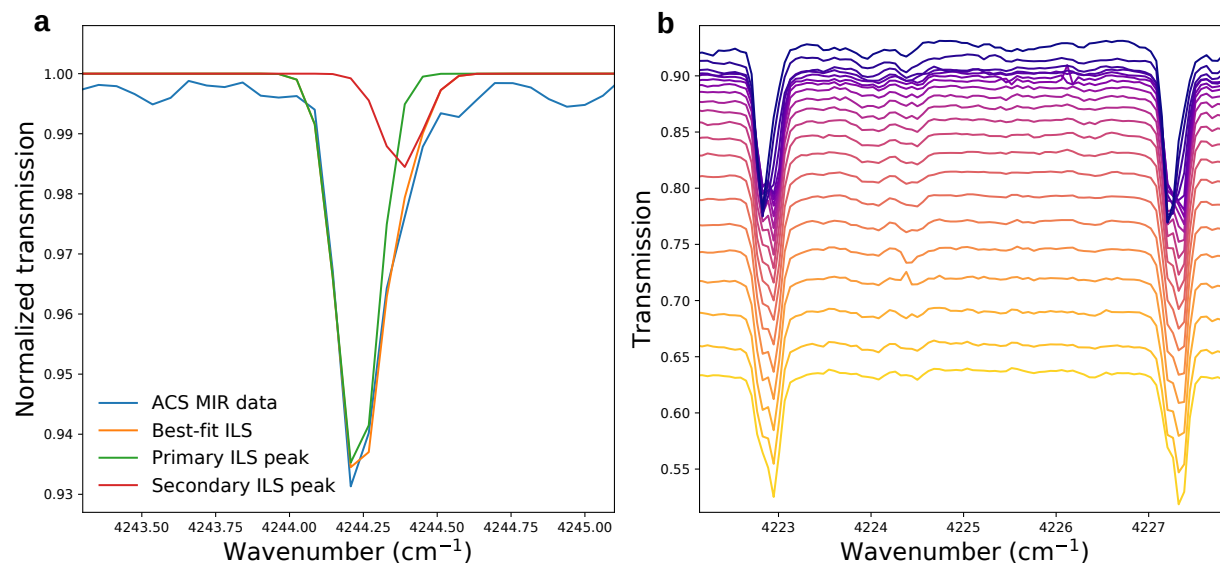 a
Normalized transmission
1.00
0.99
0.98
0.97
0.96
0.95
0.94
0.93
ACS MIR data
Best-fit ILS
Primary ILS peak
Secondary ILS peak
4243.50 4243.75 4244.00 4244.25 4244.50 4244.75 4245.00
Wavenumber (cm⁻¹)
b
Transmission
0.90
0.85
0.80
0.75
0.70
0.65
0.60
0.55
4223 4224 4225 4226 4227
Wavenumber (cm⁻¹)